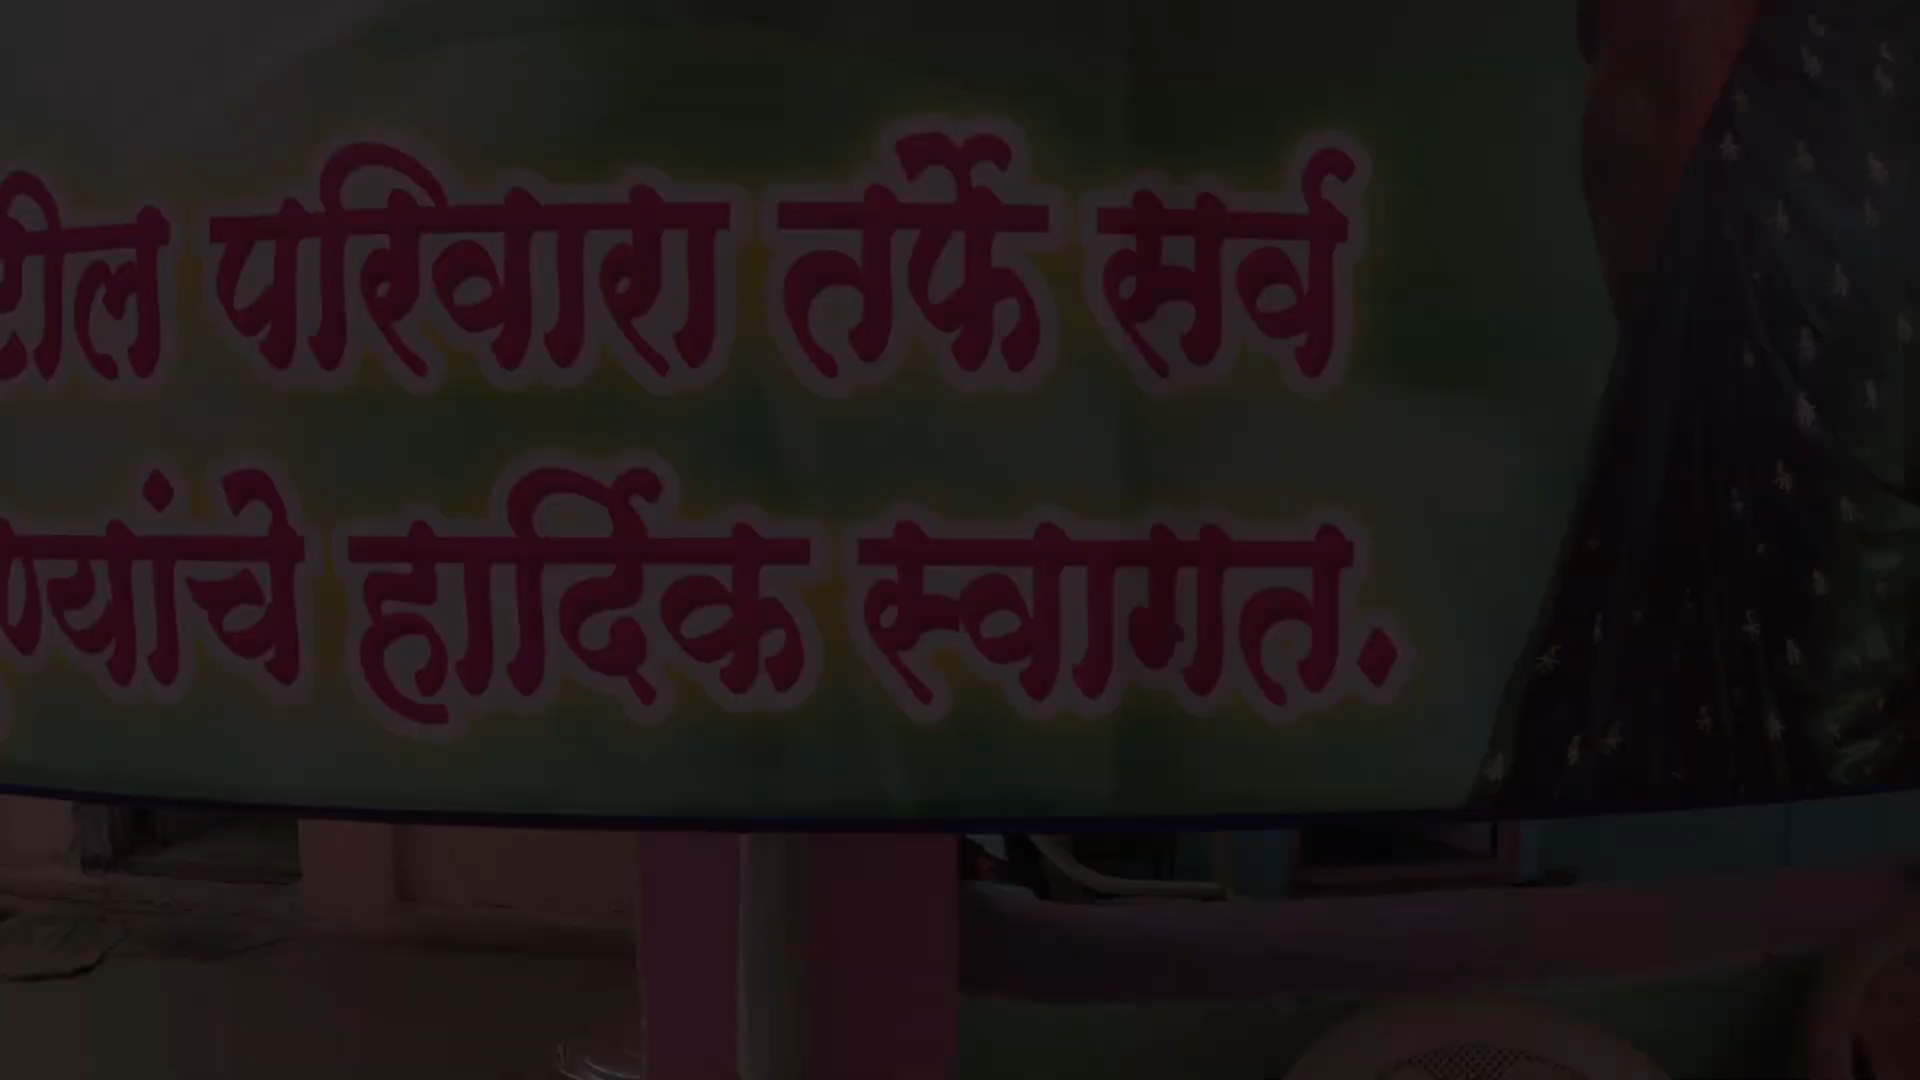 परिवारा तर्फे सर्व
हार्दिक स्वागत.